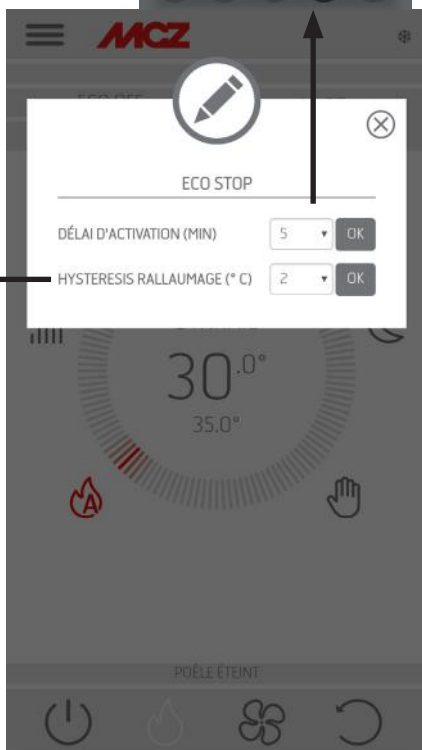 MCZ
ECO STOP
DÉLAI D'ACTIVATION (MIN) 5 OK
HYSTERESIS RALLAUMAGE (° C) 2 OK
30.0°
35.0°
A
POÊLE ÉTEINT